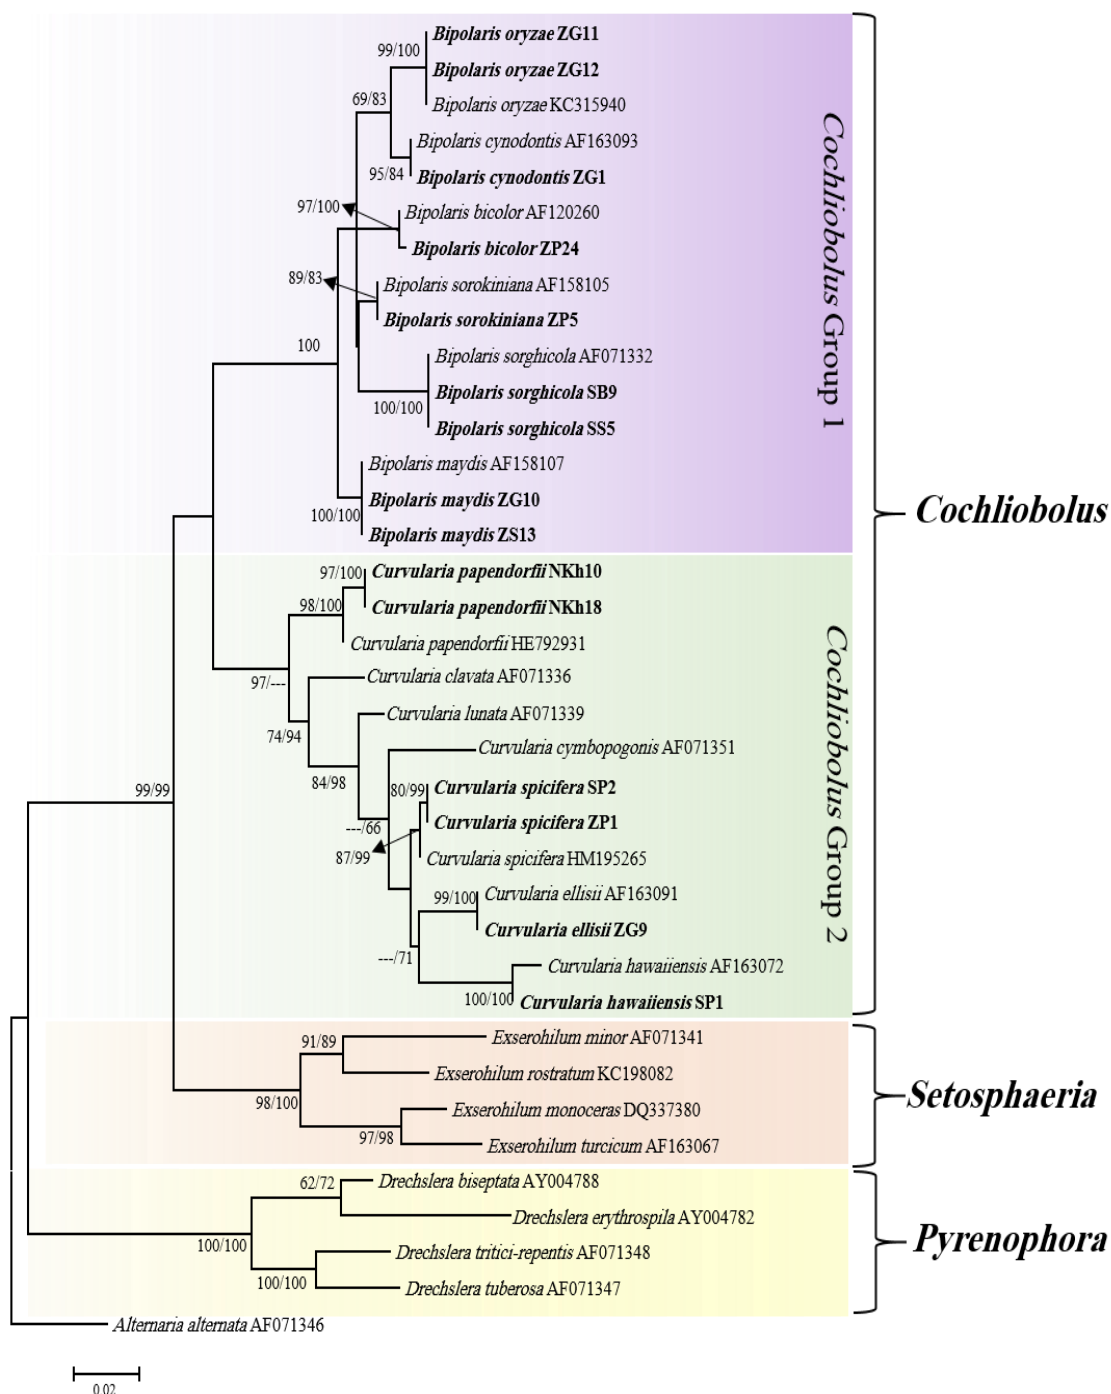 Bipolaris oryzae ZG11
99/100
Bipolaris oryzae ZG12
69/83
Bipolaris oryzae KC315940
Bipolaris cynodontis AF163093
95/84
Bipolaris cynodontis ZG1
97/100
Bipolaris bicolor AF120260
Bipolaris bicolor ZP24
89/83
Bipolaris sorokiniana AF158105
Bipolaris sorokiniana ZP5
100
Bipolaris sorghicola AF071332
Bipolaris sorghicola SB9
100/100
Bipolaris sorghicola SS5
Bipolaris maydis AF158107
Bipolaris maydis ZG10
100/100
Bipolaris maydis ZS13
Cochliobolus Group 1
Cochliobolus
97/100
Curvularia papendorfii NKh10
98/100
Curvularia papendorfii NKh18
Curvularia papendorfii HE792931
97/---
Curvularia clavata AF071336
Curvularia lunata AF071339
74/94
Curvularia cymbopogonis AF071351
84/98
80/99
Curvularia spicifera SP2
---/66
Curvularia spicifera ZP1
87/99
Curvularia spicifera HM195265
99/100
Curvularia ellisii AF163091
Curvularia ellisii ZG9
---/71
Curvularia hawaiiensis AF163072
100/100
Curvularia hawaiiensis SP1
Cochliobolus Group 2
99/99
91/89
Exserohilum minor AF071341
Exserohilum rostratum KC198082
98/100
Exserohilum monoceras DQ337380
97/98
Exserohilum turcicum AF163067
Setosphaeria
62/72
Drechslera biseptata AY004788
Drechslera erythrospila AY004782
100/100
Drechslera tritici-repentis AF071348
100/100
Drechslera tuberosa AF071347
Pyrenophora
Alternaria alternata AF071346
0.02